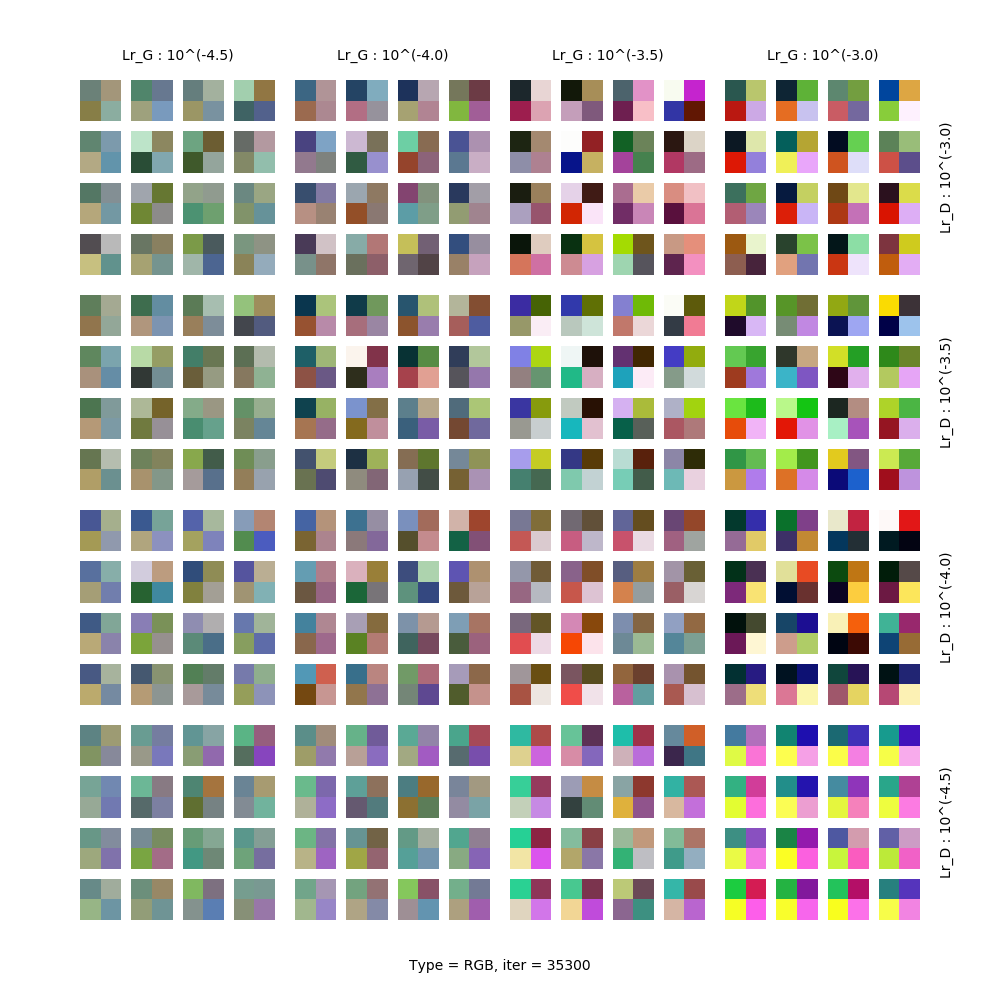 Lr_G : 10^(-4.5)
Lr_G : 10^(-4.0)
Lr_G : 10^(-3.5)
Lr_G : 10^(-3.0)
Lr_D : 10^(-3.0)
Lr_D : 10^(-3.5)
Lr_D : 10^(-4.0)
Lr_D : 10^(-4.5)
Type = RGB, iter = 35300